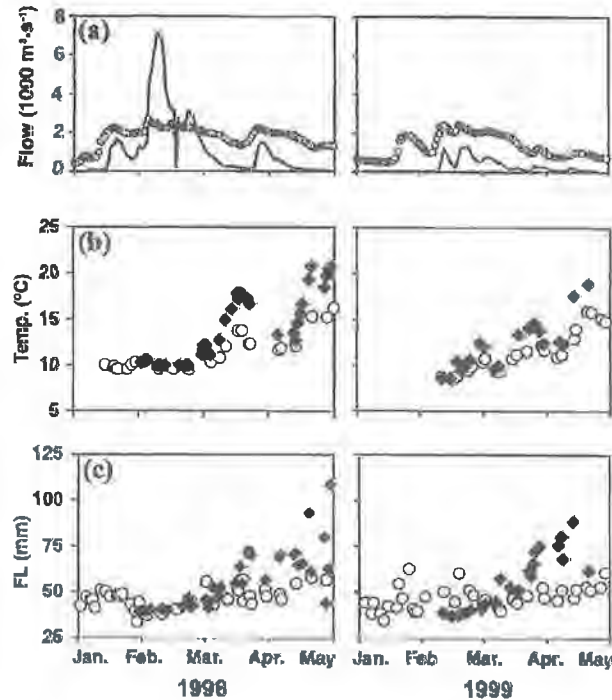 Flow (1000 m³·s⁻¹)
8
6
4
2
0
(a)
Temp. (°C)
25
20
15
10
5
(b)
FL (mm)
125
100
75
50
25
(c)
Jan. Feb. Mar. Apr. May Jan. Feb. Mar. Apr. May
1998 1999